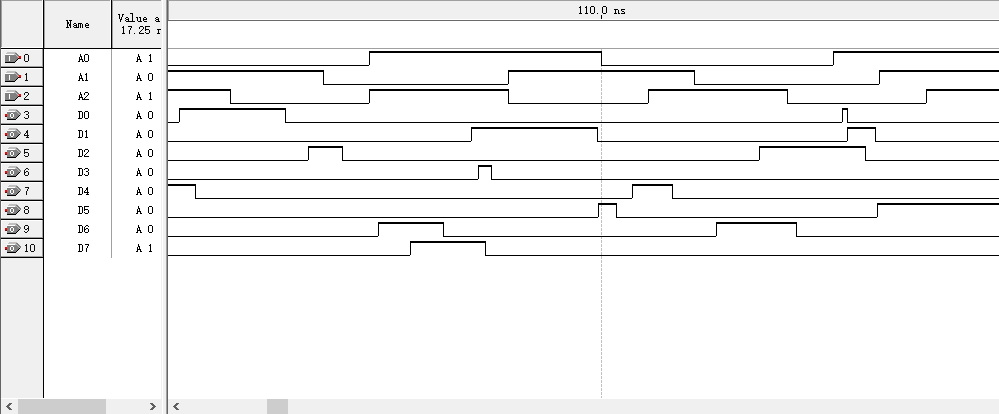 110.0 ns
Name
Value a
17.25 r
0 A0 A 1
1 A1 A 0
2 A2 A 1
3 D0 A 0
4 D1 A 0
5 D2 A 0
6 D3 A 0
7 D4 A 0
8 D5 A 0
9 D6 A 0
10 D7 A 1